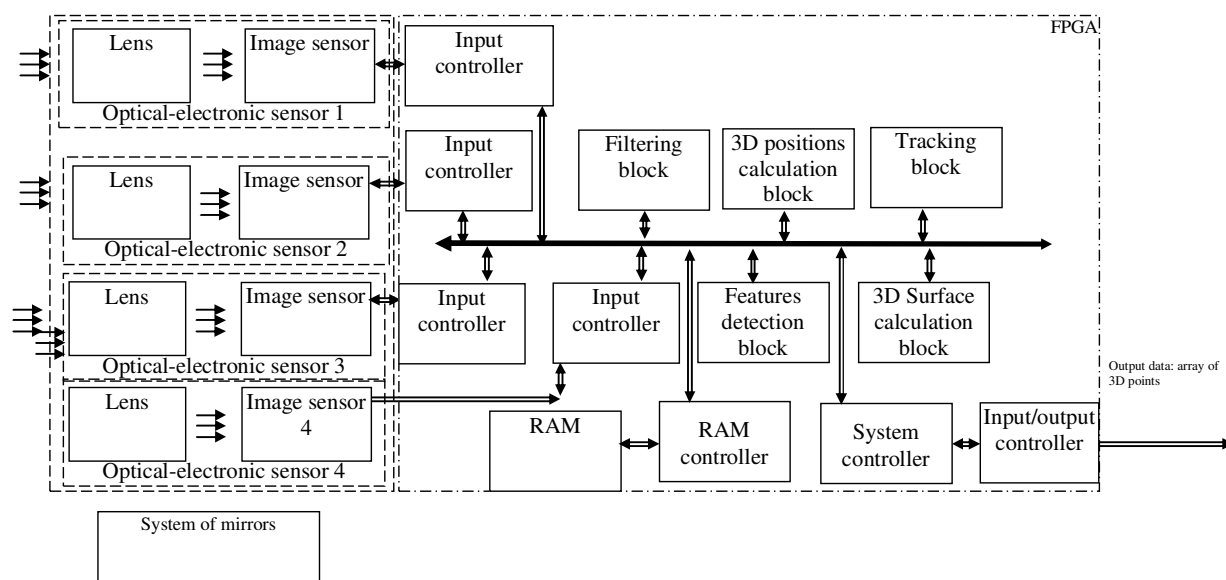 FPGA
Lens
Image sensor
Optical-electronic sensor 1
Input
controller
Lens
Image sensor
Optical-electronic sensor 2
Input
controller
Filtering
block
3D positions
calculation
block
Tracking
block
Lens
Image sensor
Optical-electronic sensor 3
Input
controller
Input
controller
Features
detection
block
3D Surface
calculation
block
Lens
Image sensor
4
Optical-electronic sensor 4
RAM
RAM
controller
System
controller
Input/output
controller
Output data: array of
3D points
System of mirrors